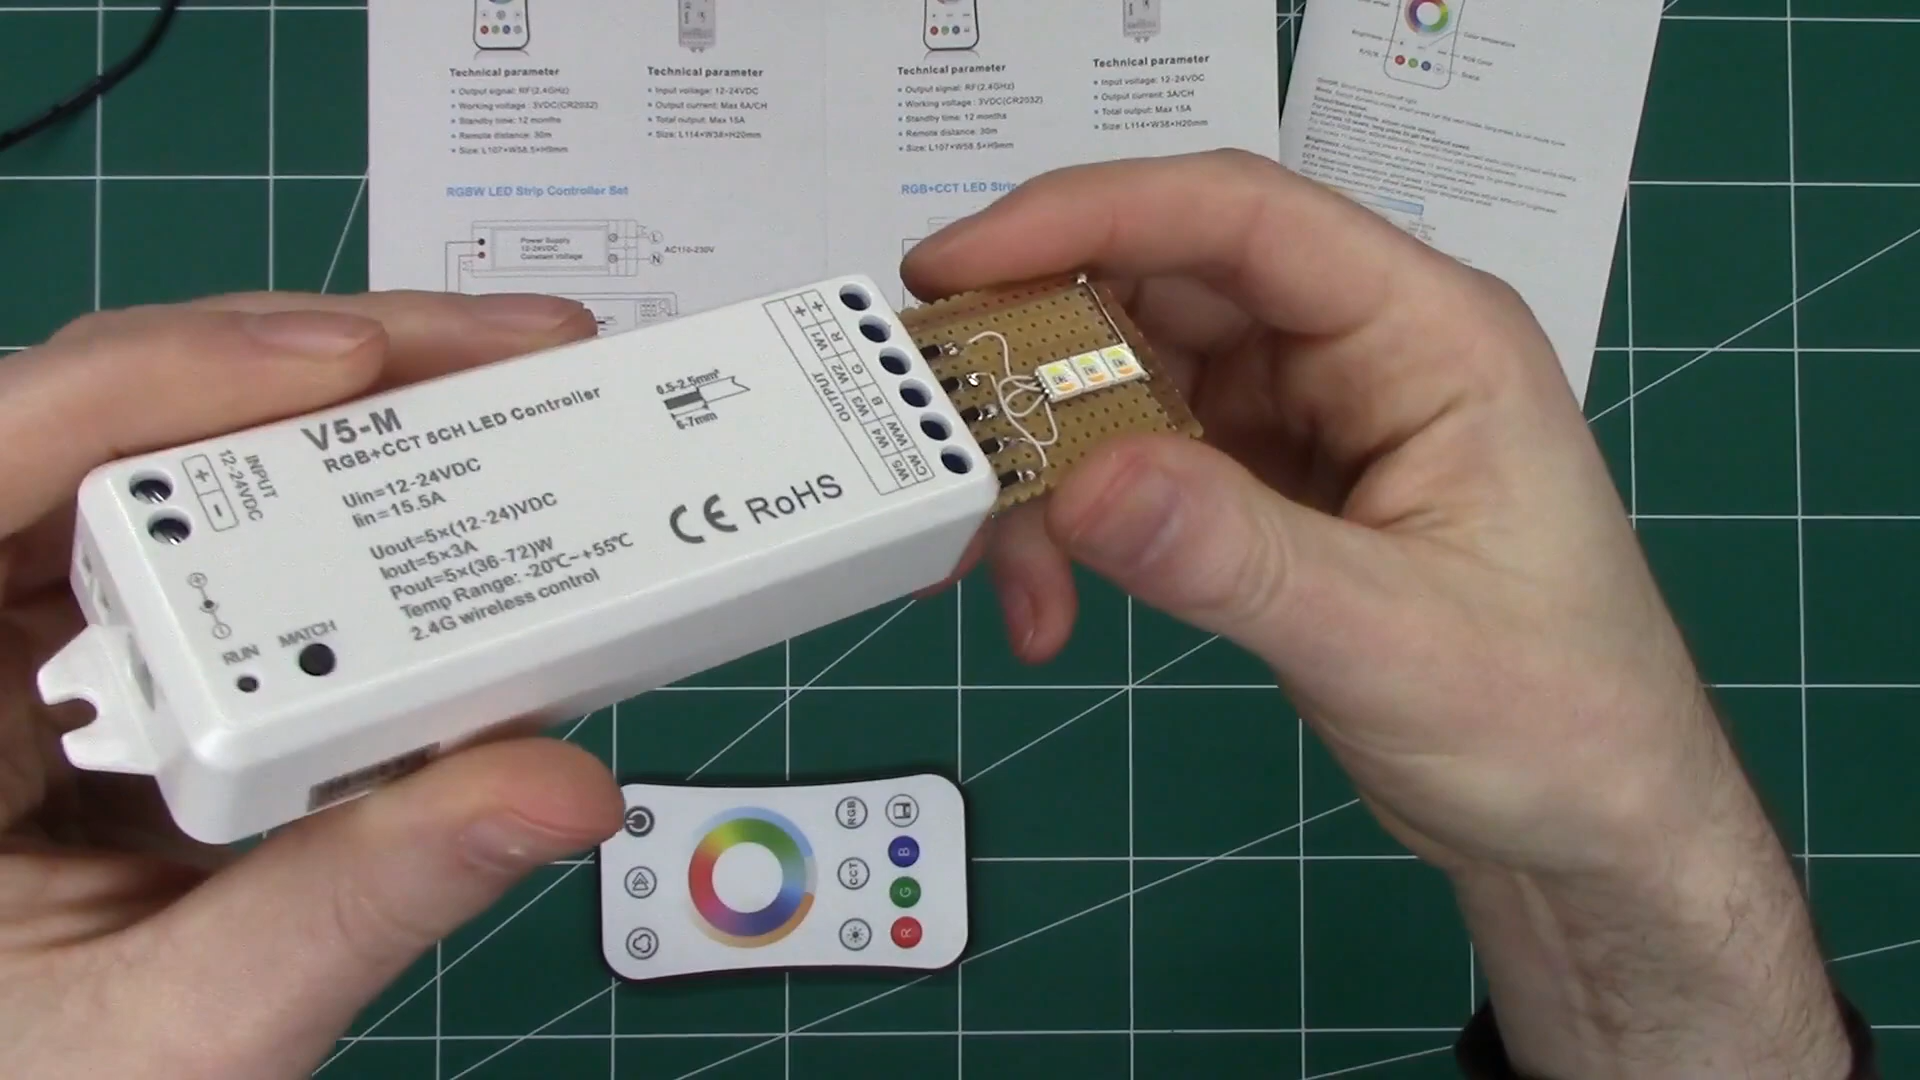 Technical parameter
Output signal: RF(2.4GHz)
Working voltage : 3VDC(CR2032)
Standby time: 12 months
Remote distance: 30m
Size: L107×W58.5×H9mm
Technical parameter
Input voltage: 12-24VDC
Output current: Max 6A/CH
Total output: Max 15A
Size: L114×W38×H20mm
Technical parameter
Output signal: RF(2.4GHz)
Working voltage : 3VDC(CR2032)
Standby time: 12 months
Remote distance: 30m
Size: L107×W58.5×H9mm
Technical parameter
Input voltage: 12-24VDC
Output current: 3A/CH
Total output: Max 15A
Size: L114×W38×H20mm
RGBW LED Strip Controller Set
RGB+CCT LED Strip
Power Supply
12-24VDC
Constant Voltage
L
N
AC110-230V
Brightness
Color temperature
RGB Color
V5-M
RGB+CCT 5CH LED Controller
Uin=12-24VDC
Iin=15.5A
Uout=5×(12-24)VDC
Iout=5×3A
Pout=5×(36-72)W
Temp Range: -20℃~+55℃
2.4G wireless control
INPUT
12-24VDC
+
-
RUN
MATCH
0.5-2.5mm²
6-7mm
CE RoHS
OUTPUT
+ +
W1 R
W2 G
W3 B
W4 WW
W5 CW
RGB
CCT
B
G
R